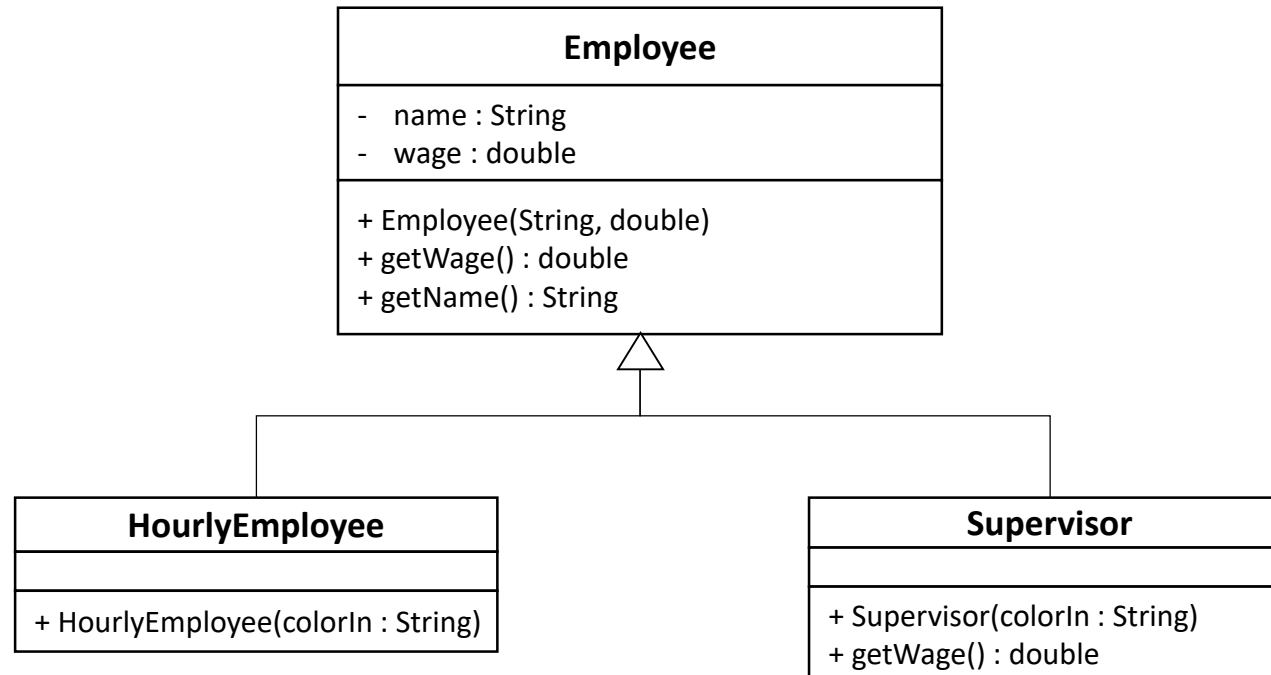 Employee
- name : String
- wage : double
+ Employee(String, double)
+ getWage() : double
+ getName() : String
HourlyEmployee
+ HourlyEmployee(colorIn : String)
Supervisor
+ Supervisor(colorIn : String)
+ getWage() : double